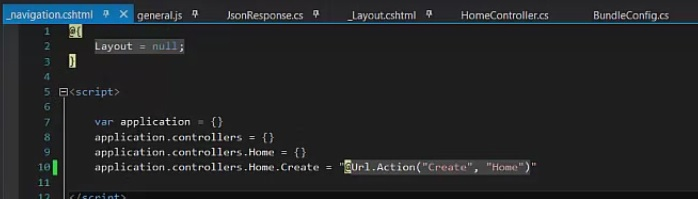 _navigation.cshtml general.js JsonResponse.cs _Layout.cshtml HomeController.cs BundleConfig.cs
1 @{
2 Layout = null;
3 }
4
5 <script>
6
7 var application = {}
8 application.controllers = {}
9 application.controllers.Home = {}
10 application.controllers.Home.Create = "@Url.Action("Create", "Home")"
11
12 </script>